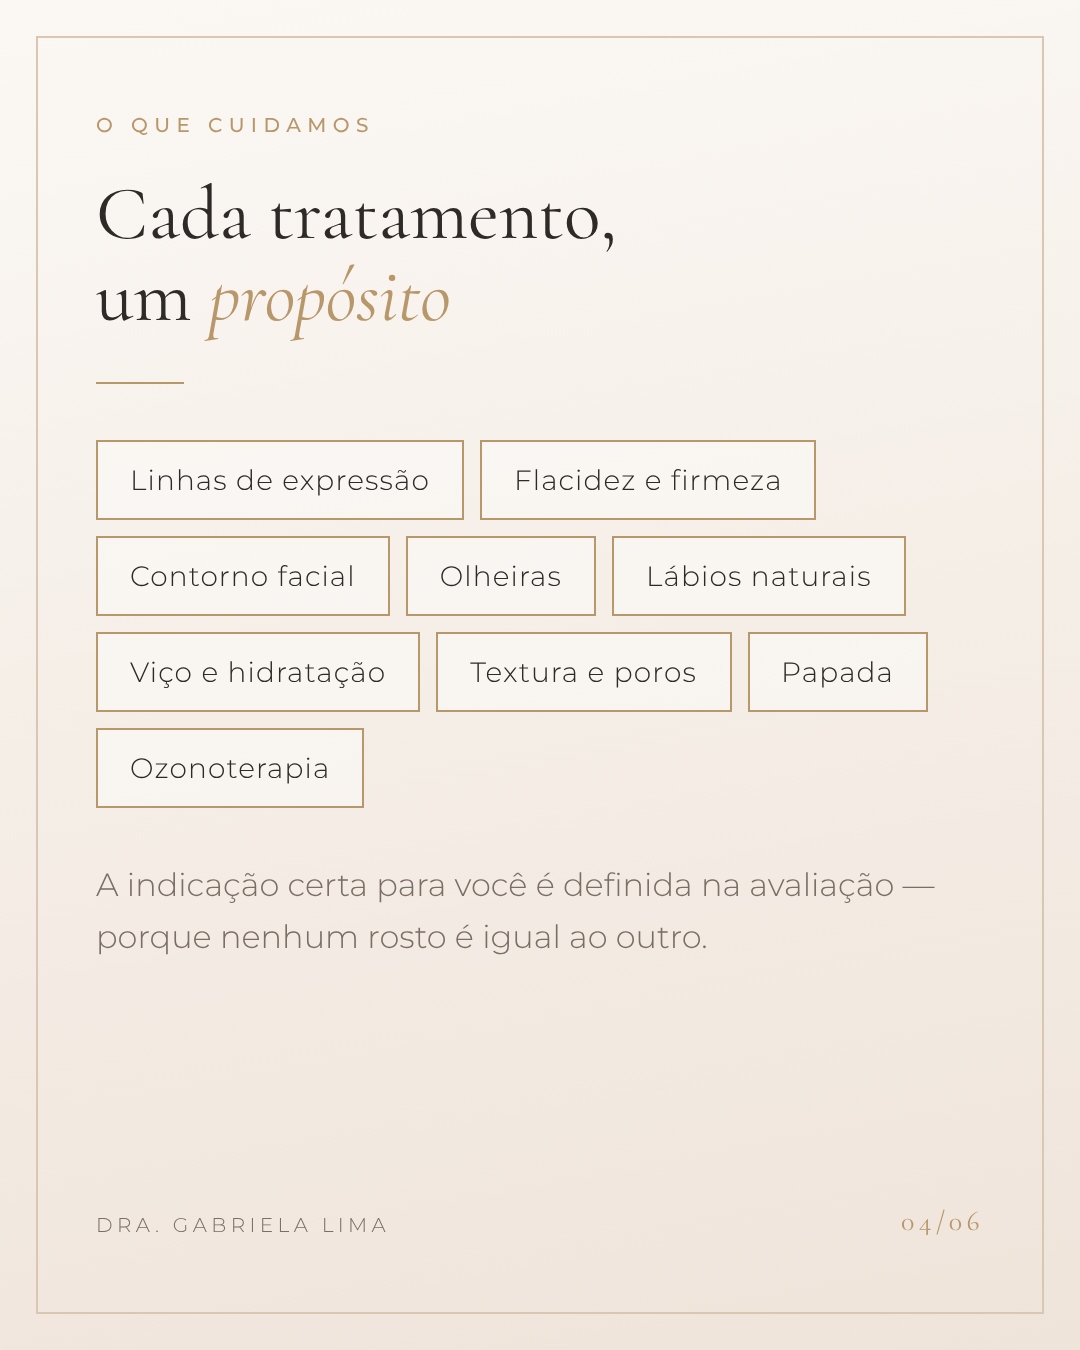 O QUE CUIDAMOS
Cada tratamento,
um propósito
Linhas de expressão
Flacidez e firmeza
Contorno facial
Olheiras
Lábios naturais
Viço e hidratação
Textura e poros
Papada
Ozonoterapia
A indicação certa para você é definida na avaliação —
porque nenhum rosto é igual ao outro.
DRA. GABRIELA LIMA
04/06